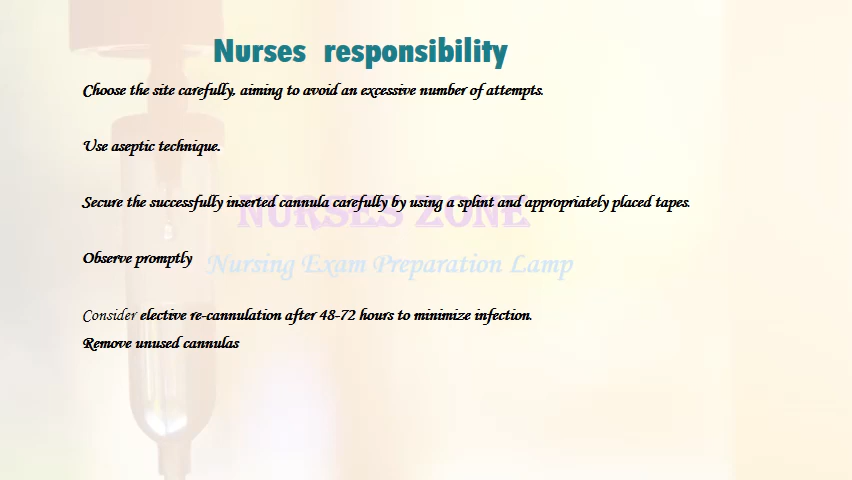 Nurses responsibility
Choose the site carefully, aiming to avoid an excessive number of attempts.
Use aseptic technique.
Secure the successfully inserted cannula carefully by using a splint and appropriately placed tapes.
NURSES ZONE
Observe promptly
Nursing Exam Preparation Lamp
Consider elective re-cannulation after 48-72 hours to minimize infection.
Remove unused cannulas